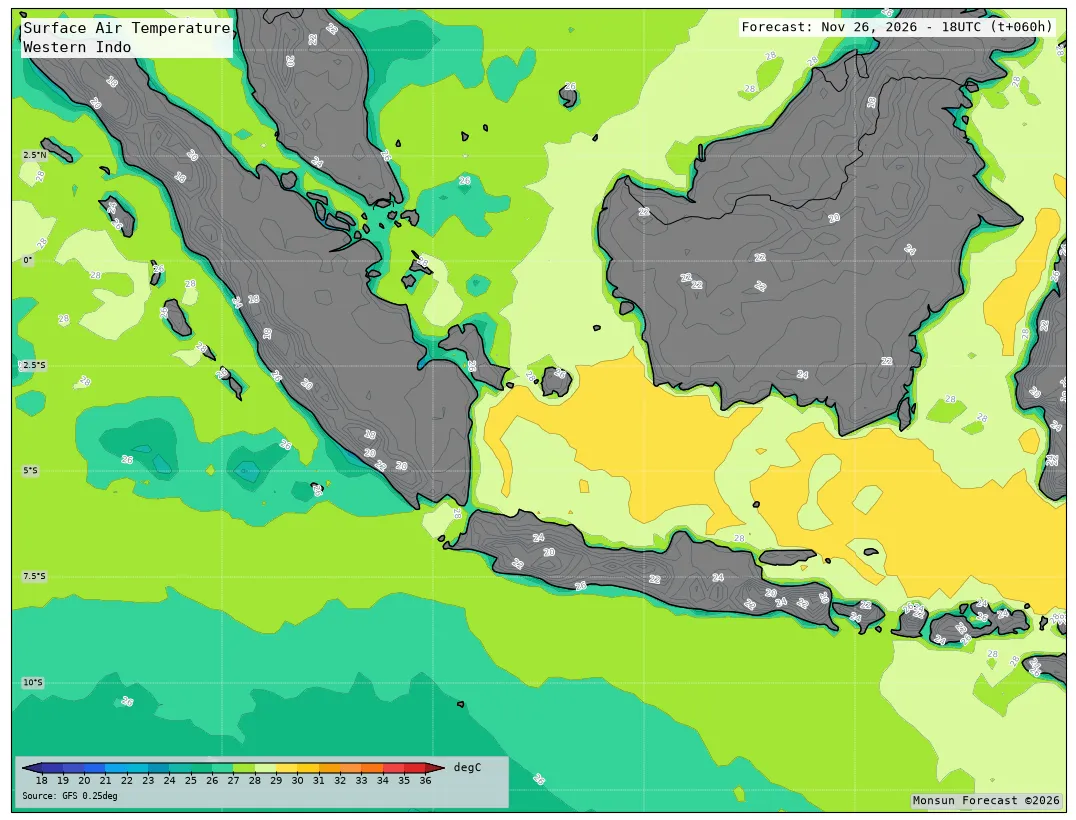 Surface Air Temperature
Western Indo
Forecast: Nov 26, 2026 - 18UTC (t+060h)
2.5°N
0°
2.5°S
5°S
7.5°S
10°S
degC
18 19 20 21 22 23 24 25 26 27 28 29 30 31 32 33 34 35 36
Source: GFS 0.25deg
Monsun Forecast ©2026